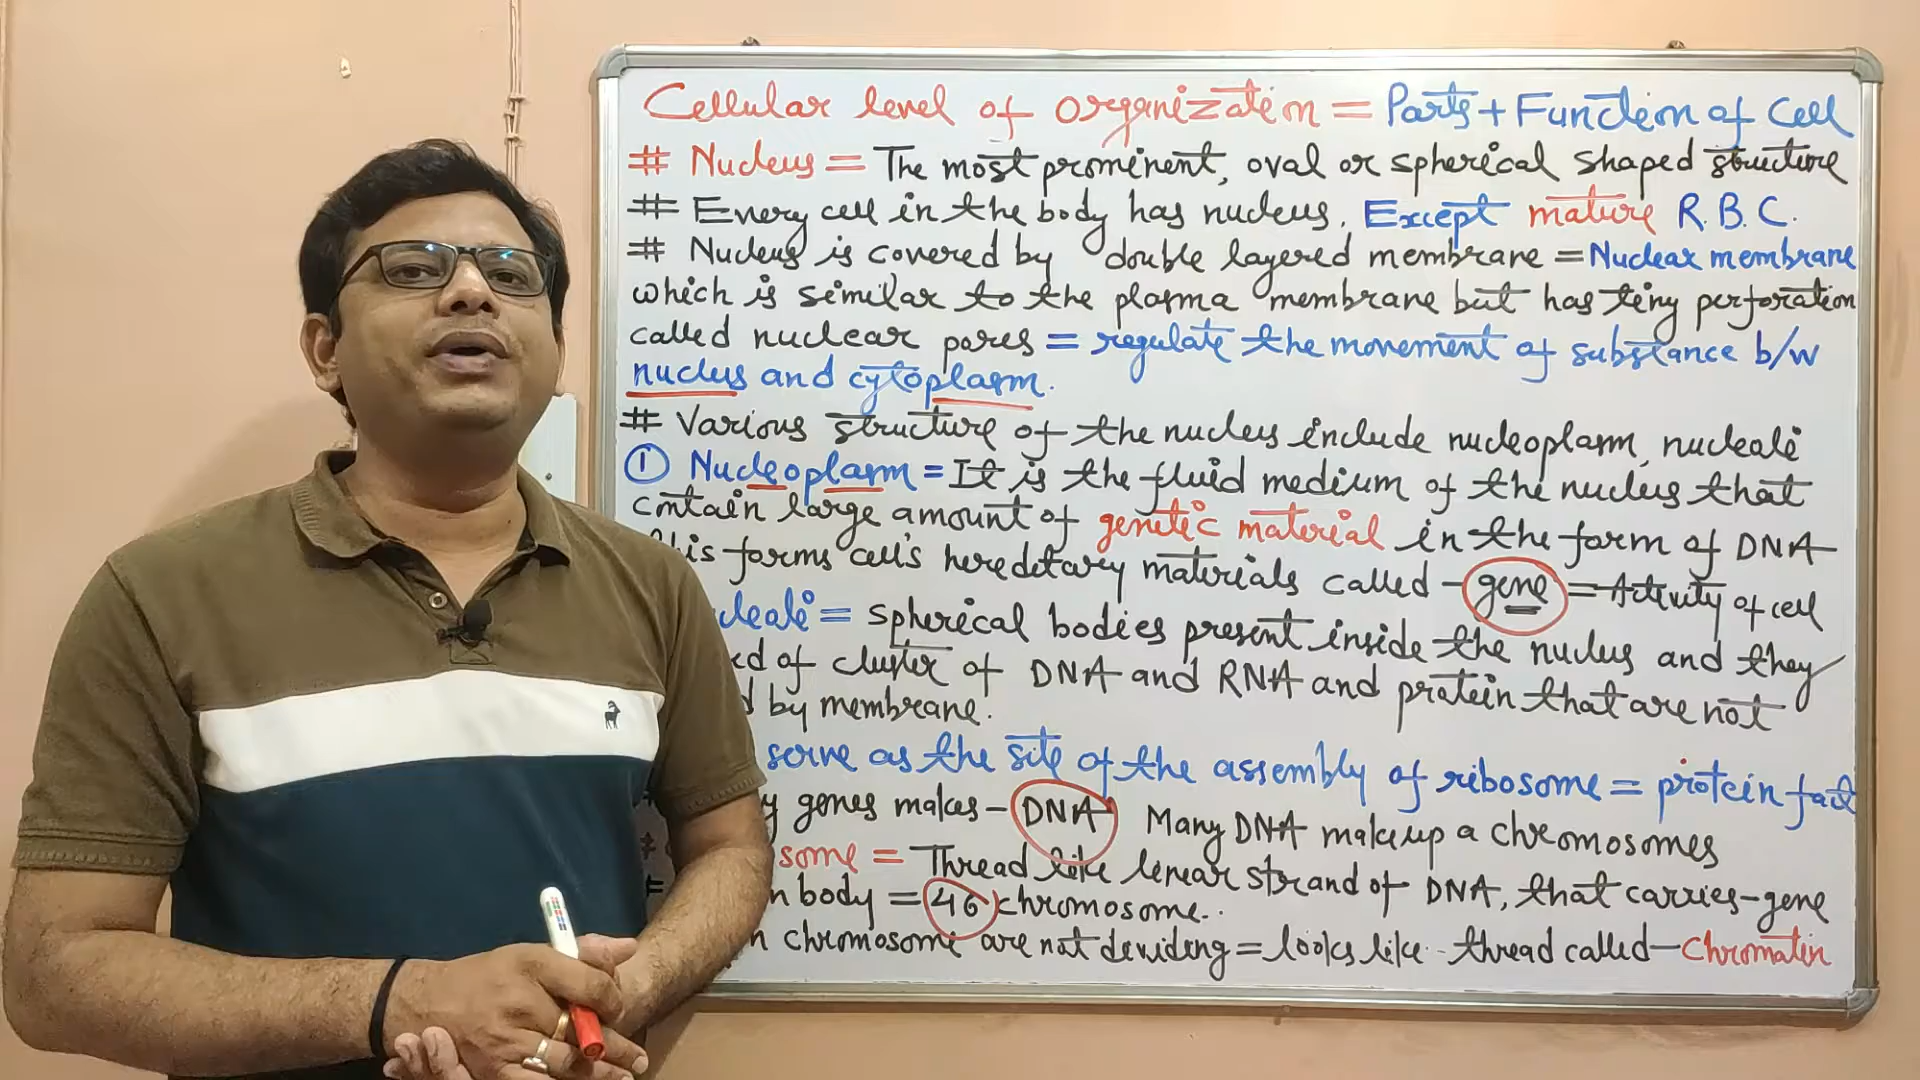 Cellular level of organization = Parts + Function of Cell
# Nucleus = The most prominent, oval or spherical shaped structure
# Every cell in the body has nucleus. Except mature R.B.C.
# Nucleus is covered by double layered membrane = Nuclear membrane
which is similar to the plasma membrane but has tiny perforation
called nuclear pores = regulate the movement of substance b/w
nucleus and cytoplasm.
# Various structure of the nucleus include nucleoplasm, nucleoli
① Nucleoplasm = It is the fluid medium of the nucleus that
contain large amount of genetic material in the form of DNA
this forms cell's hereditary materials called - gene = Activity of cell
= spherical bodies present inside the nucleus and they
of cluster of DNA and RNA and protein that are not
by membrane.
serve as the site of the assembly of ribosome = protein fact
genes makes - DNA Many DNA make up a chromosomes
some = Thread like linear strand of DNA, that carries - gene
body = 46 chromosome..
chromosome are not deviding = looks like - thread called - Chromatin